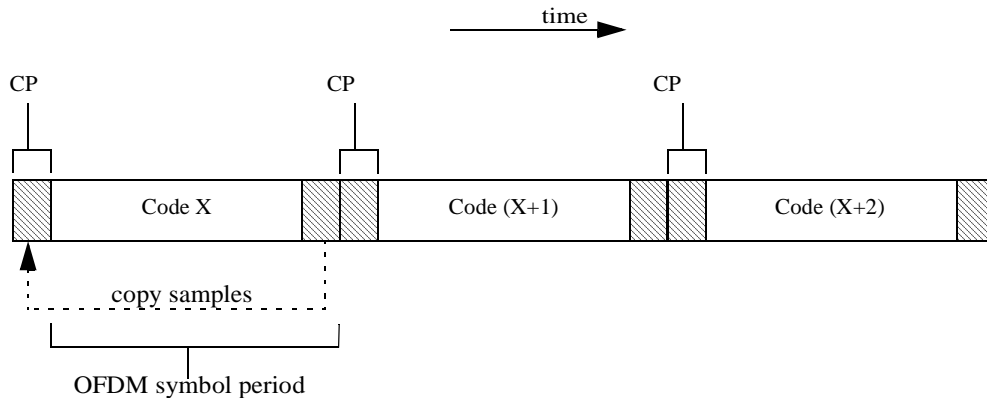 time
CP
CP
CP
Code X
Code (X+1)
Code (X+2)
copy samples
OFDM symbol period